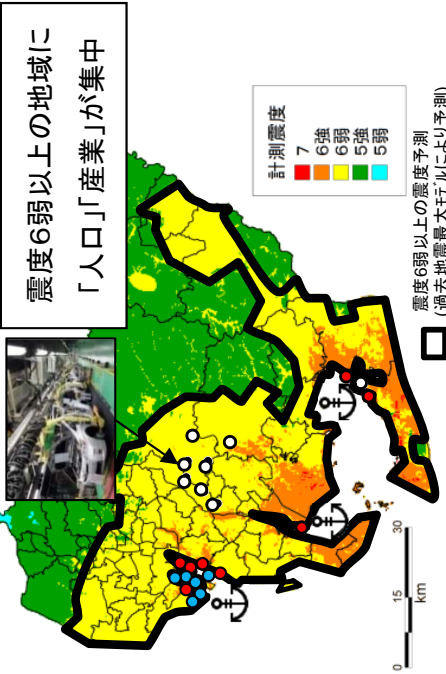 震度6弱以上の地域に
「人口」「産業」が集中
計測震度
7
6強
6弱
5強
5弱
震度6弱以上の震度予測
(過去地震最大モデルにより予測)
0 15 30
km